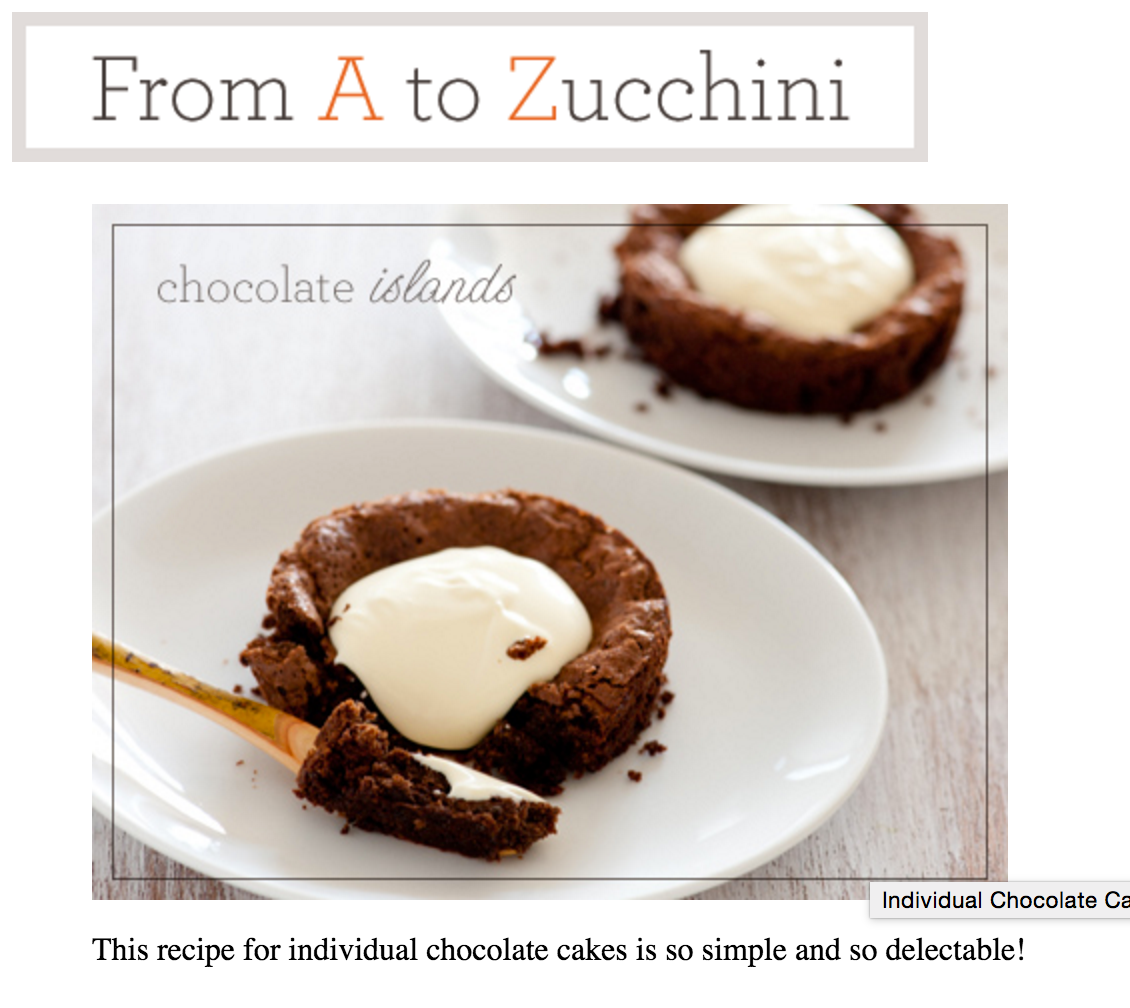 From A to Zucchini
chocolate islands
Individual Chocolate Ca
This recipe for individual chocolate cakes is so simple and so delectable!